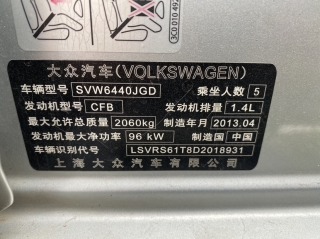 3C0 010 492
大众汽车(VOLKSWAGEN)
车辆型号 SVW6440JGD 乘坐人数 5
发动机型号 CFB 发动机排量 1.4L
最大允许总质量 2060kg 制造年月 2013.04
发动机最大净功率 96 kW 制造国 中国
车辆识别代号 LSVRS61T8D2018931
上海大众汽车有限公司